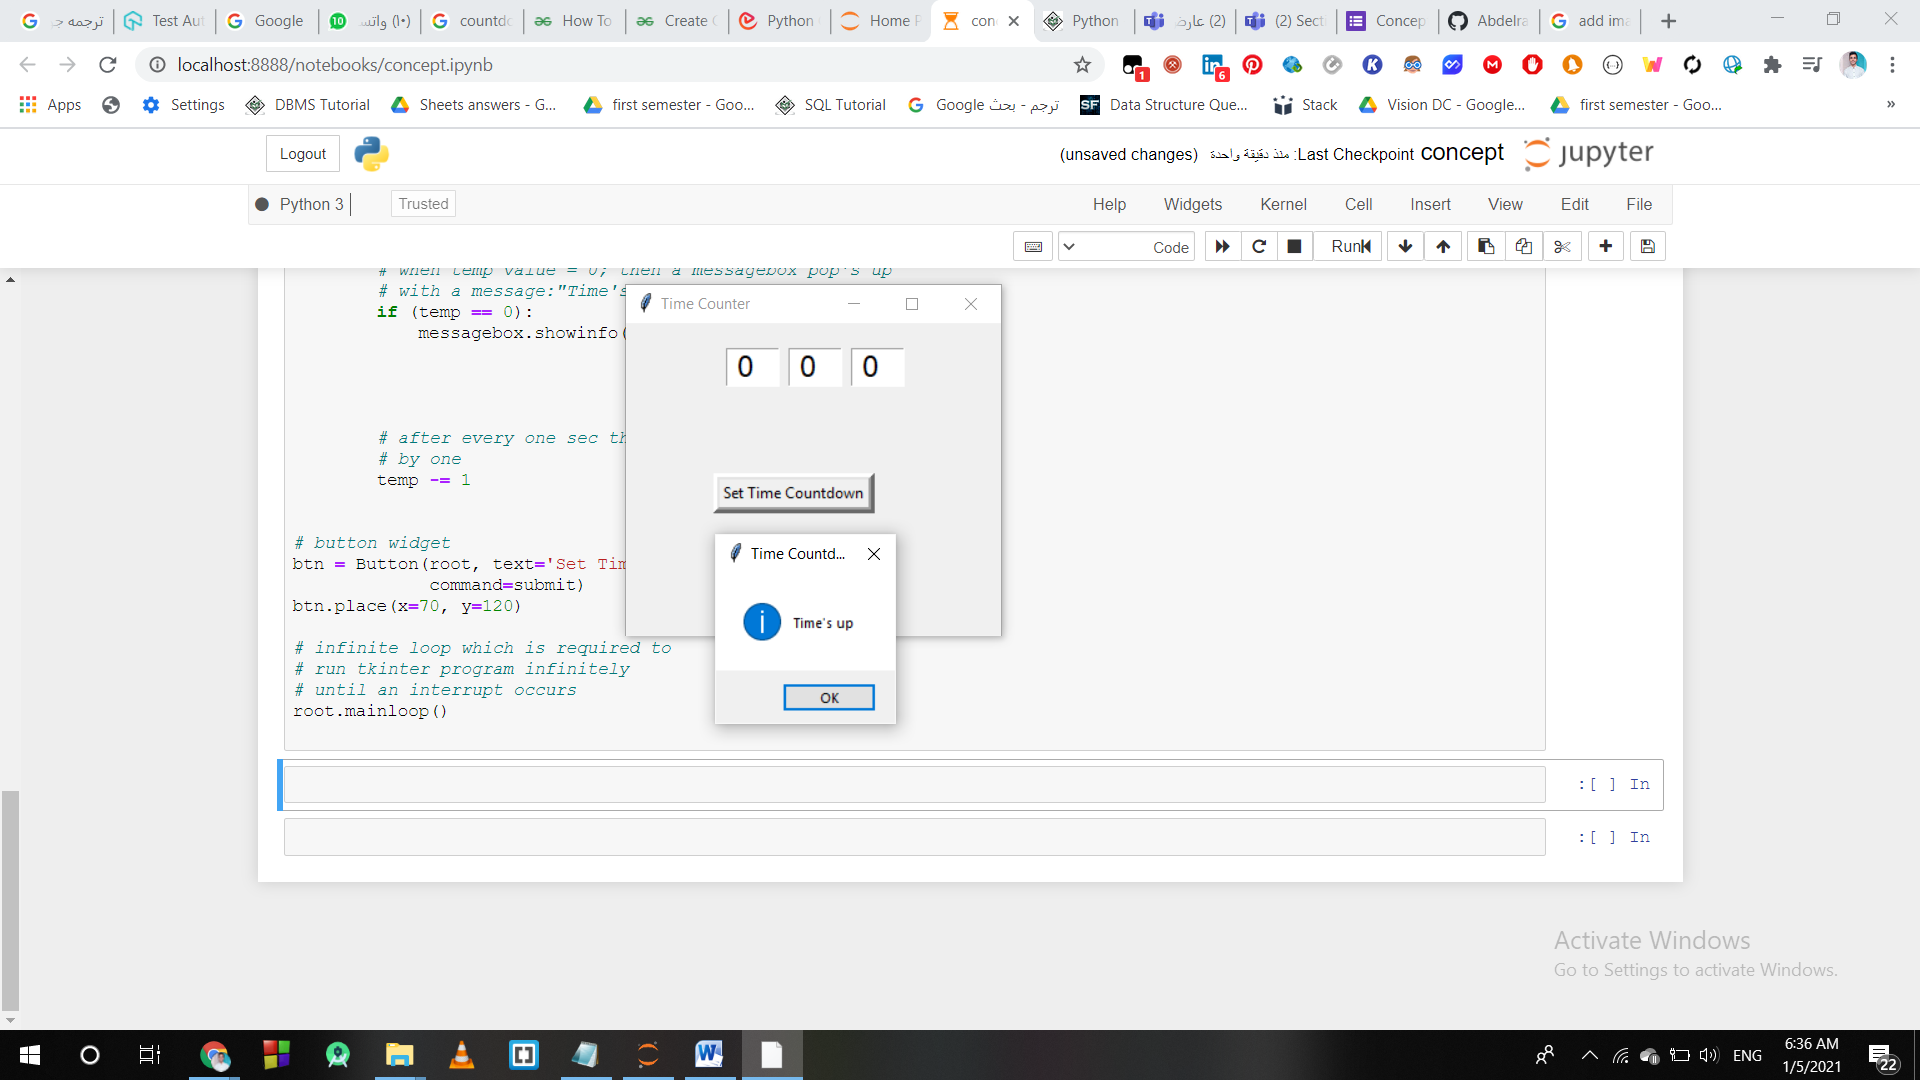 ترجمه ج
Test Aut
Google
واتس (١٠)
countdo
How To
Create
Python
Home P
con
Python
(2) عارض
(2) Sect
Concep
Abdelra
add ima
localhost:8888/notebooks/concept.ipynb
1
6
Apps
Settings
DBMS Tutorial
Sheets answers - G...
first semester - Goo...
SQL Tutorial
ترجم - بحث Google
SF
Data Structure Que...
Stack
Vision DC - Google...
first semester - Goo...
»
Logout
(unsaved changes) منذ دقيقة واحدة :Last Checkpoint concept jupyter
Python 3
Trusted
Help
Widgets
Kernel
Cell
Insert
View
Edit
File
Code
Run
# when temp value = 0; then a messagebox pop's up
# with a message:"Time's
if (temp == 0):
messagebox.showinfo(
# after every one sec th
# by one
temp -= 1
# button widget
btn = Button(root, text='Set Tim
command=submit)
btn.place(x=70, y=120)
# infinite loop which is required to
# run tkinter program infinitely
# until an interrupt occurs
root.mainloop()
Time Counter
0 0 0
Set Time Countdown
Time Countd...
Time's up
OK
:[ ] In
:[ ] In
Activate Windows
Go to Settings to activate Windows.
ENG
6:36 AM
1/5/2021
22